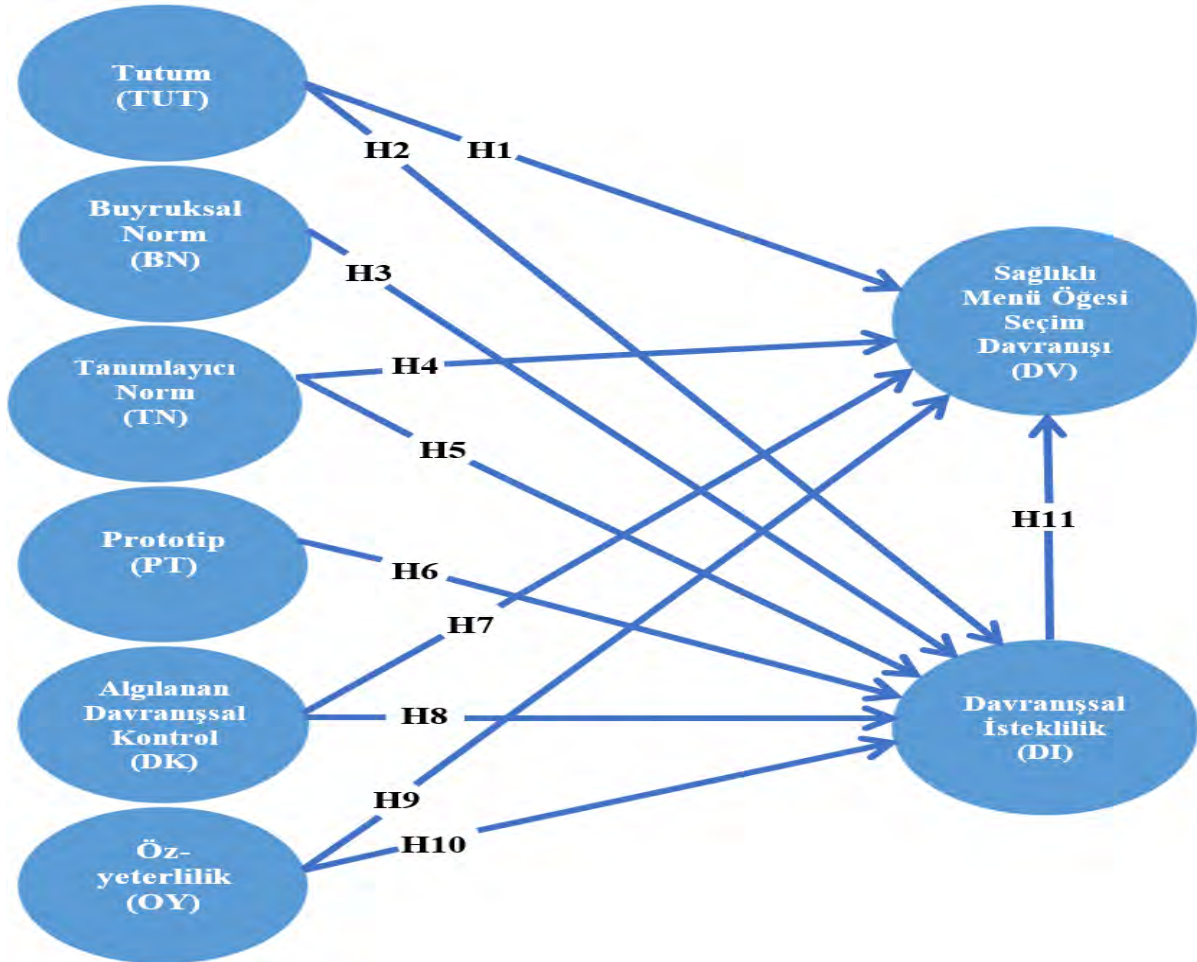 Tutum
(TUT)
Buyruksal
Norm
(BN)
Tanımlayıcı
Norm
(TN)
Prototip
(PT)
Algılanan
Davranışsal
Kontrol
(DK)
Öz-
yeterlilik
(OY)
H2
H1
H3
H4
H5
H6
H7
H8
H9
H10
H11
Sağlıklı
Menü Öğesi
Seçim
Davranışı
(DV)
Davranışsal
İsteklilik
(DI)